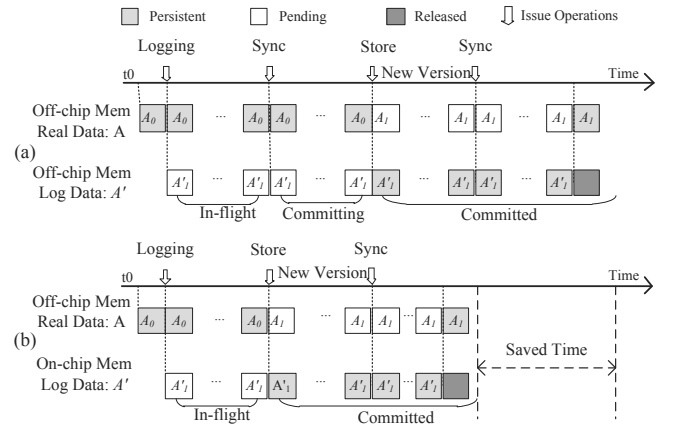 Persistent Pending Released Issue Operations
Logging Sync Store Sync
t0 New Version Time
Off-chip Mem
Real Data: A
A₀ A₀ ... A₀ A₀ ... A₀ A₁ ... A₁ A₁ ... A₁ A₁
(a)
Off-chip Mem
Log Data: A'
A'₁ ... A'₁ A'₁ ... A'₁ A'₁ ... A'₁ A'₁ ... A'₁
In-flight Committing Committed
Logging Store Sync
t0 New Version Time
Off-chip Mem
Real Data: A
A₀ A₀ ... A₀ A₁ ... A₁ A₁ ... A₁ A₁
(b)
Saved Time
On-chip Mem
Log Data: A'
A'₁ ... A'₁ A'₁ ... A'₁ A'₁ ... A'₁
In-flight Committed